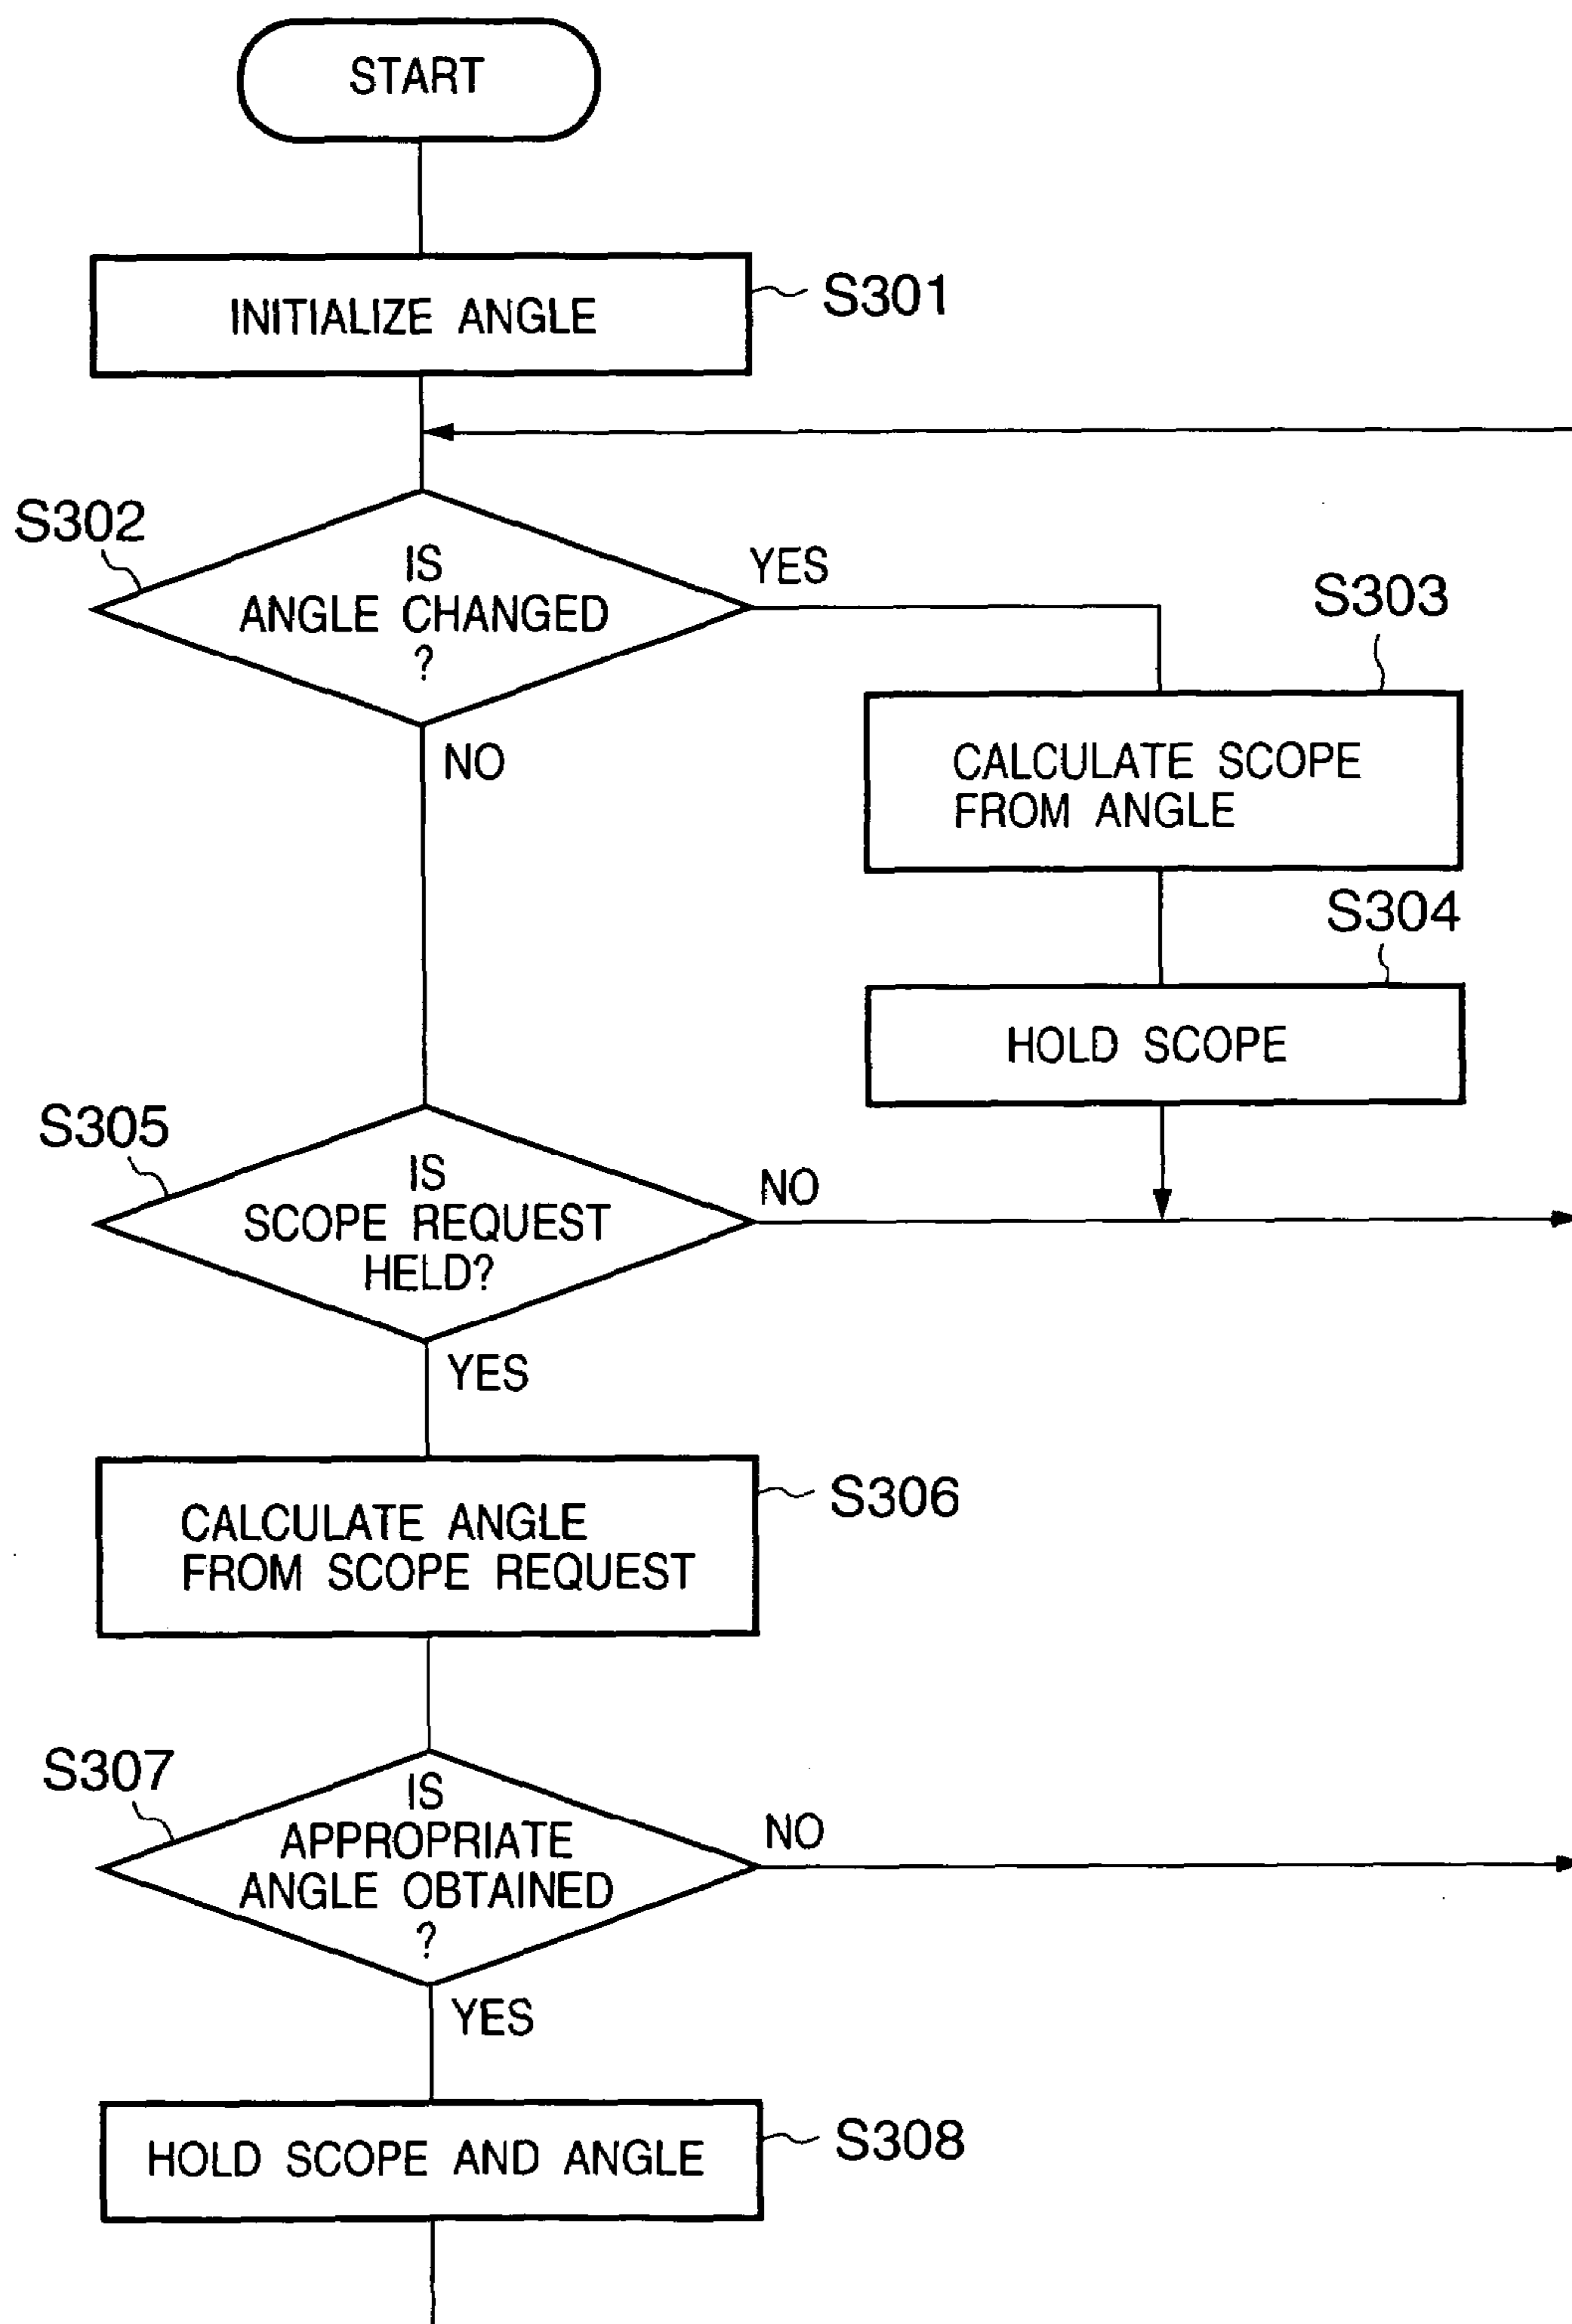 START
INITIALIZE ANGLE
S301
S302
IS
ANGLE CHANGED
?
YES
NO
S303
CALCULATE SCOPE
FROM ANGLE
S304
HOLD SCOPE
S305
IS
SCOPE REQUEST
HELD?
NO
YES
CALCULATE ANGLE
FROM SCOPE REQUEST
S306
S307
IS
APPROPRIATE
ANGLE OBTAINED
?
NO
YES
HOLD SCOPE AND ANGLE
S308